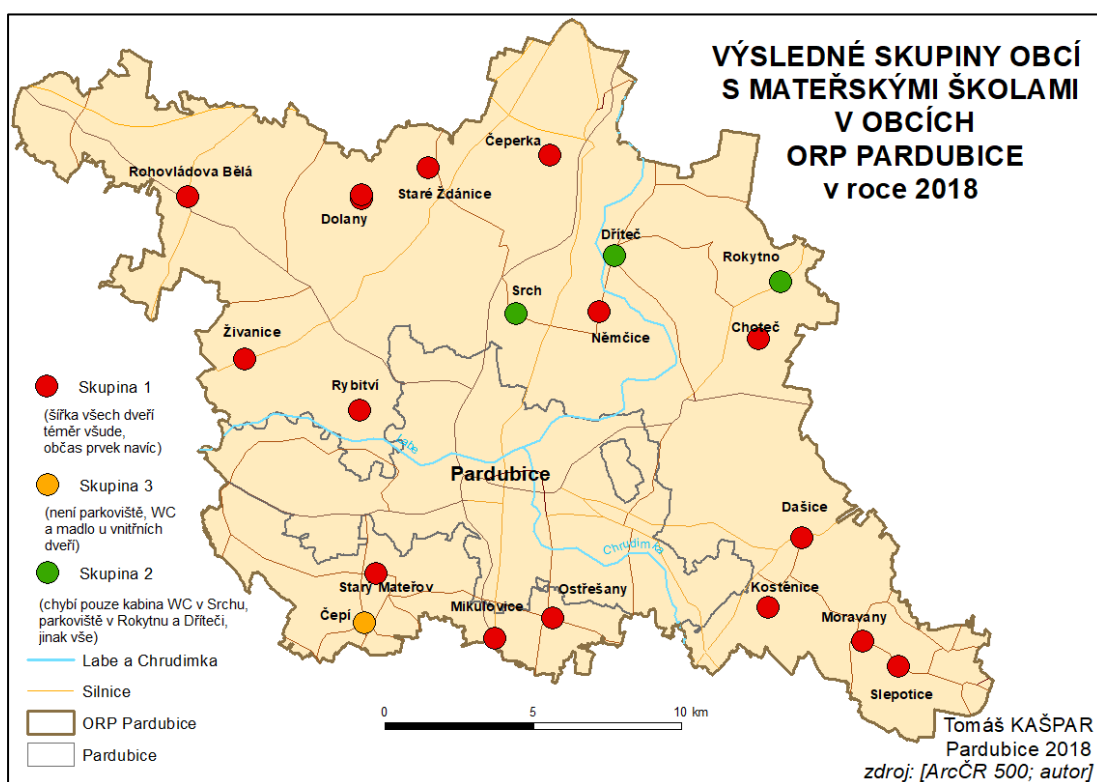 VÝSLEDNÉ SKUPINY OBCÍ
S MATEŘSKÝMI ŠKOLAMI
V OBCÍCH
ORP PARDUBICE
v roce 2018
Čeperka
Rohovládova Bělá
Staré Ždánice
Dolany
Dříteč
Rokytno
Srch
Němčice
Choteč
Živanice
Rybitví
Labe
Pardubice
Dašice
Chrudimka
Starý Mateřov
Ostřešany
Kostěnice
Mikulovice
Čepí
Moravany
Slepotice
Skupina 1
(šířka všech dveří
téměr všude,
občas prvek navíc)
Skupina 3
(není parkoviště, WC
a madlo u vnitřních
dveří)
Skupina 2
(chybí pouze kabina WC v Srchu,
parkoviště v Rokytnu a Dříteči,
jinak vše)
Labe a Chrudimka
Silnice
ORP Pardubice
Pardubice
0 5 10 km
Tomáš KAŠPAR
Pardubice 2018
zdroj: [ArcČR 500; autor]